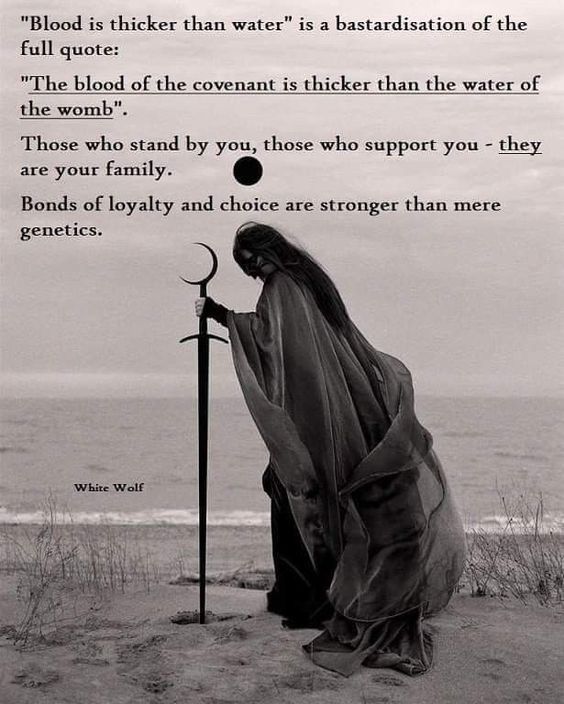 "Blood is thicker than water" is a bastardisation of the
full quote:
"The blood of the covenant is thicker than the water of
the womb".
Those who stand by you, those who support you - they
are your family.
Bonds of loyalty and choice are stronger than mere
genetics.
White Wolf